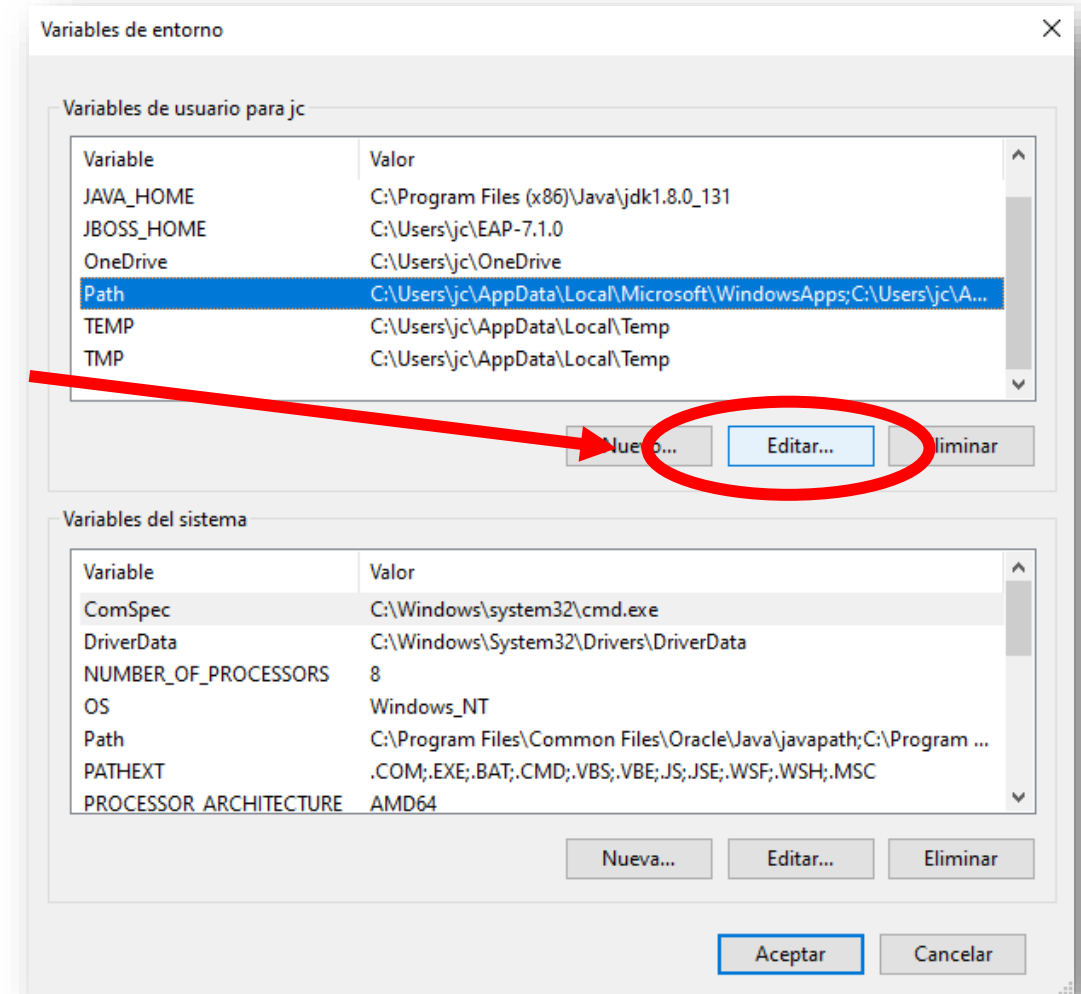 Variables de entorno
Variables de usuario para jc
Variable Valor
JAVA_HOME C:\Program Files (x86)\Java\jdk1.8.0_131
JBOSS_HOME C:\Users\jc\EAP-7.1.0
OneDrive C:\Users\jc\OneDrive
Path C:\Users\jc\AppData\Local\Microsoft\WindowsApps;C:\Users\jc\A...
TEMP C:\Users\jc\AppData\Local\Temp
TMP C:\Users\jc\AppData\Local\Temp
Editar...
Variables del sistema
Variable Valor
ComSpec C:\Windows\system32\cmd.exe
DriverData C:\Windows\System32\Drivers\DriverData
NUMBER_OF_PROCESSORS 8
OS Windows_NT
Path C:\Program Files\Common Files\Oracle\Java\javapath;C:\Program ...
PATHEXT .COM;.EXE;.BAT;.CMD;.VBS;.VBE;.JS;.JSE;.WSF;.WSH;.MSC
PROCESSOR_ARCHITECTURE AMD64
Nueva... Editar... Eliminar
Aceptar Cancelar